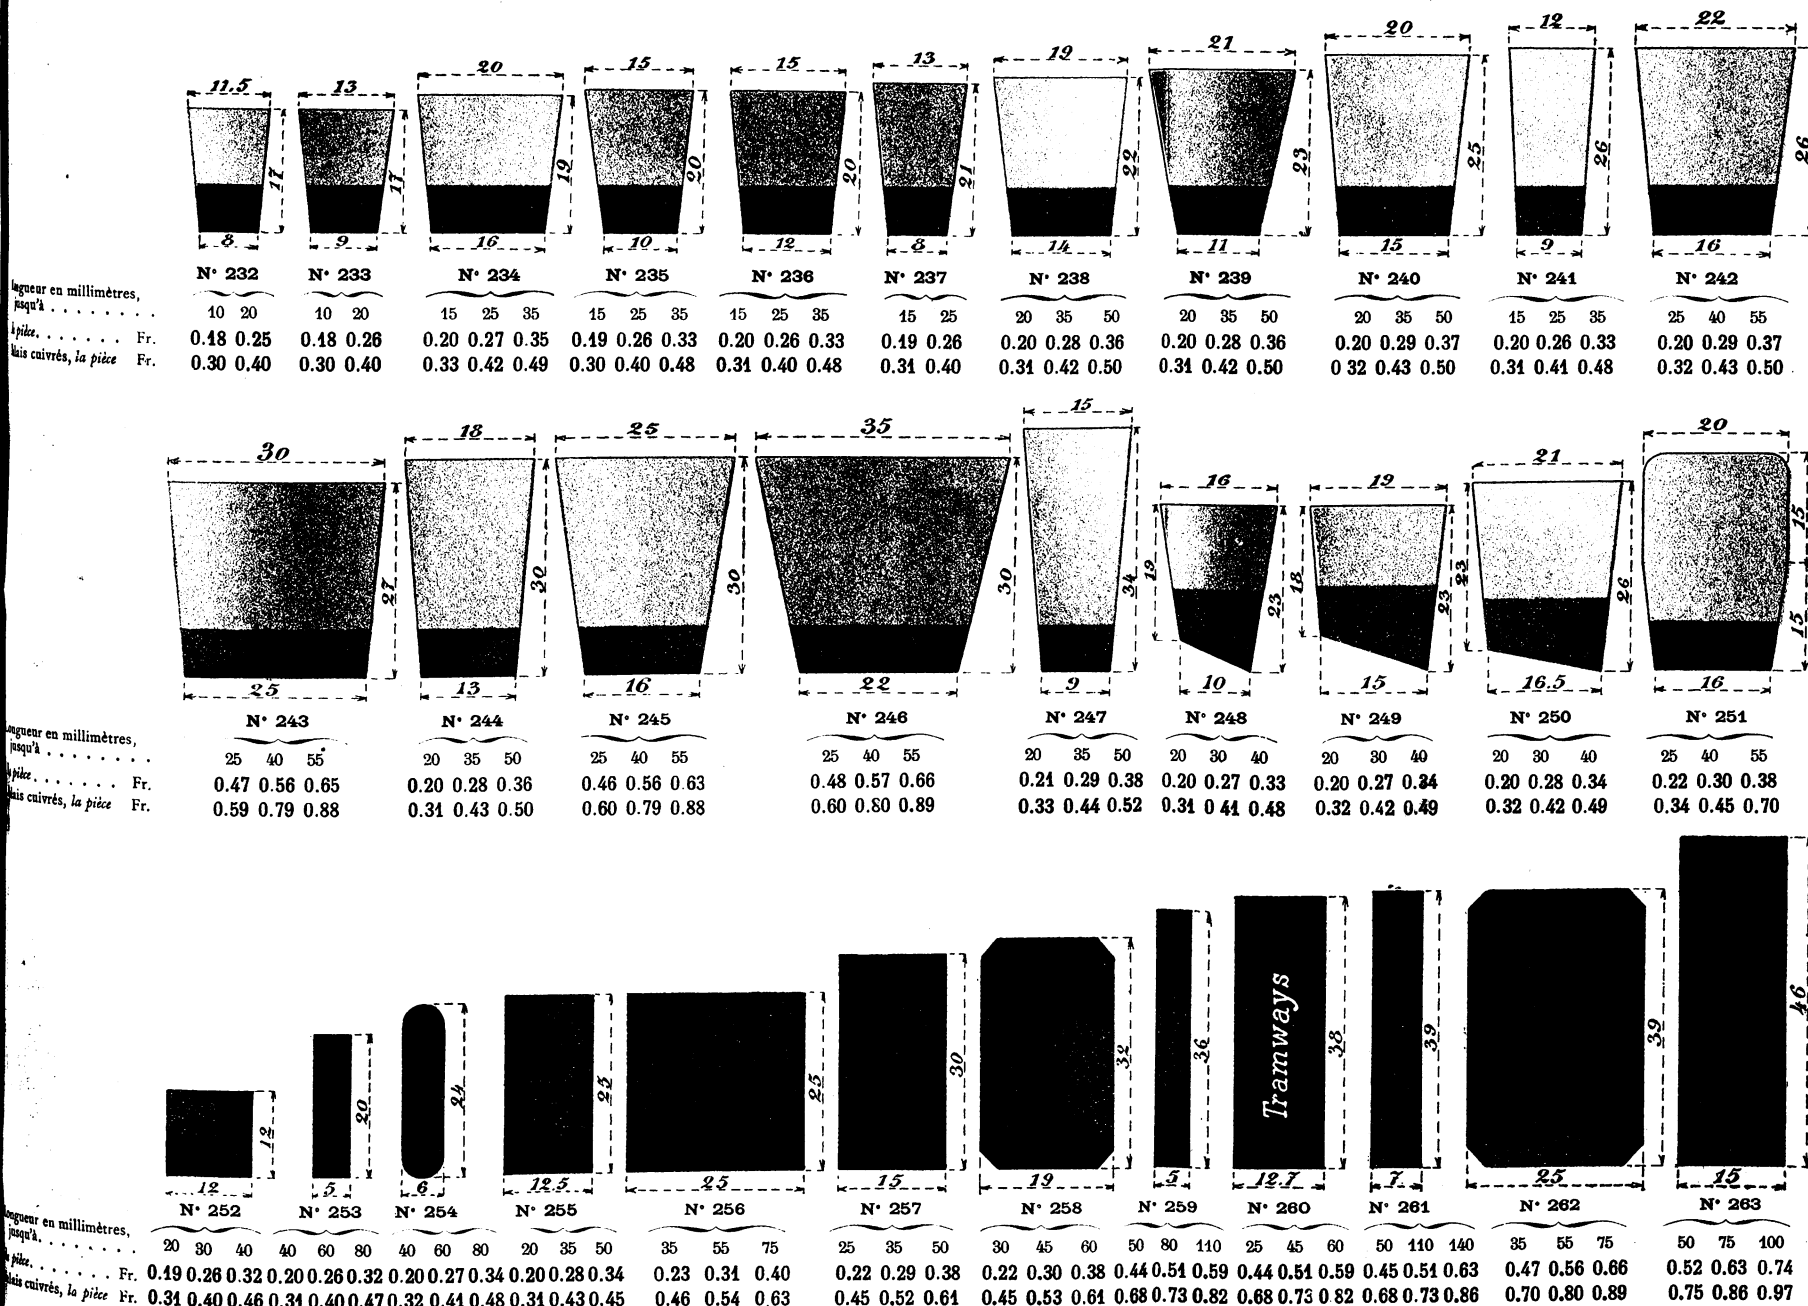 11.5 13 20 15 15 13 19 21 20 12 22
17 17 19 20 20 21 22 23 25 26 26
8 9 16 10 12 8 14 11 15 9 16
N° 232 N° 233 N° 234 N° 235 N° 236 N° 237 N° 238 N° 239 N° 240 N° 241 N° 242
en millimètres,
jusqu'à . . . . . . . . 10 20 10 20 15 25 35 15 25 35 15 25 35 15 25 20 35 50 20 35 50 20 35 50 15 25 35 25 40 55
pièce. . . . . . . Fr. 0.18 0.25 0.18 0.26 0.20 0.27 0.35 0.19 0.26 0.33 0.20 0.26 0.33 0.19 0.26 0.20 0.28 0.36 0.20 0.28 0.36 0.20 0.29 0.37 0.20 0.26 0.33 0.20 0.29 0.37
cuivrés, la pièce Fr. 0.30 0.40 0.30 0.40 0.33 0.42 0.49 0.30 0.40 0.48 0.31 0.40 0.48 0.31 0.40 0.31 0.42 0.50 0.31 0.42 0.50 0 32 0.43 0.50 0.31 0.41 0.48 0.32 0.43 0.50
30 18 25 35 15 16 19 21 20
27 30 30 30 34 19 23 18 23 23 26 15 15
25 13 16 22 9 10 15 16.5 16
N° 243 N° 244 N° 245 N° 246 N° 247 N° 248 N° 249 N° 250 N° 251
en millimètres,
jusqu'à . . . . . . . . 25 40 55 20 35 50 25 40 55 25 40 55 20 35 50 20 30 40 20 30 40 20 30 40 25 40 55
pièce. . . . . . . Fr. 0.47 0.56 0.65 0.20 0.28 0.36 0.46 0.56 0.63 0.48 0.57 0.66 0.21 0.29 0.38 0.20 0.27 0.33 0.20 0.27 0.34 0.20 0.28 0.34 0.22 0.30 0.38
cuivrés, la pièce Fr. 0.59 0.79 0.88 0.31 0.43 0.50 0.60 0.79 0.88 0.60 0.80 0.89 0.33 0.44 0.52 0.31 0 41 0.48 0.32 0.42 0.49 0.32 0.42 0.49 0.34 0.45 0.70
12 20 24 25 25 30 32 36 38 39 39 46
Tramways
12 5 6 12.5 25 15 19 5 12.7 7 25 15
N° 252 N° 253 N° 254 N° 255 N° 256 N° 257 N° 258 N° 259 N° 260 N° 261 N° 262 N° 263
en millimètres,
jusqu'à. . . . . . . . 20 30 40 40 60 80 40 60 80 20 35 50 35 55 75 25 35 50 30 45 60 50 80 110 25 45 60 50 110 140 35 55 75 50 75 100
pièce. . . . . . . Fr. 0.19 0.26 0.32 0.20 0.26 0.32 0.20 0.27 0.34 0.20 0.28 0.34 0.23 0.31 0.40 0.22 0.29 0.38 0.22 0.30 0.38 0.44 0.51 0.59 0.44 0.51 0.59 0.45 0.51 0.63 0.47 0.56 0.66 0.52 0.63 0.74
cuivrés, la pièce Fr. 0.31 0.40 0.46 0.31 0.40 0.47 0.32 0.41 0.48 0.31 0.43 0.45 0.46 0.54 0.63 0.45 0.52 0.61 0.45 0.53 0.61 0.68 0.73 0.82 0.68 0.73 0.82 0.68 0.73 0.86 0.70 0.80 0.89 0.75 0.86 0.97